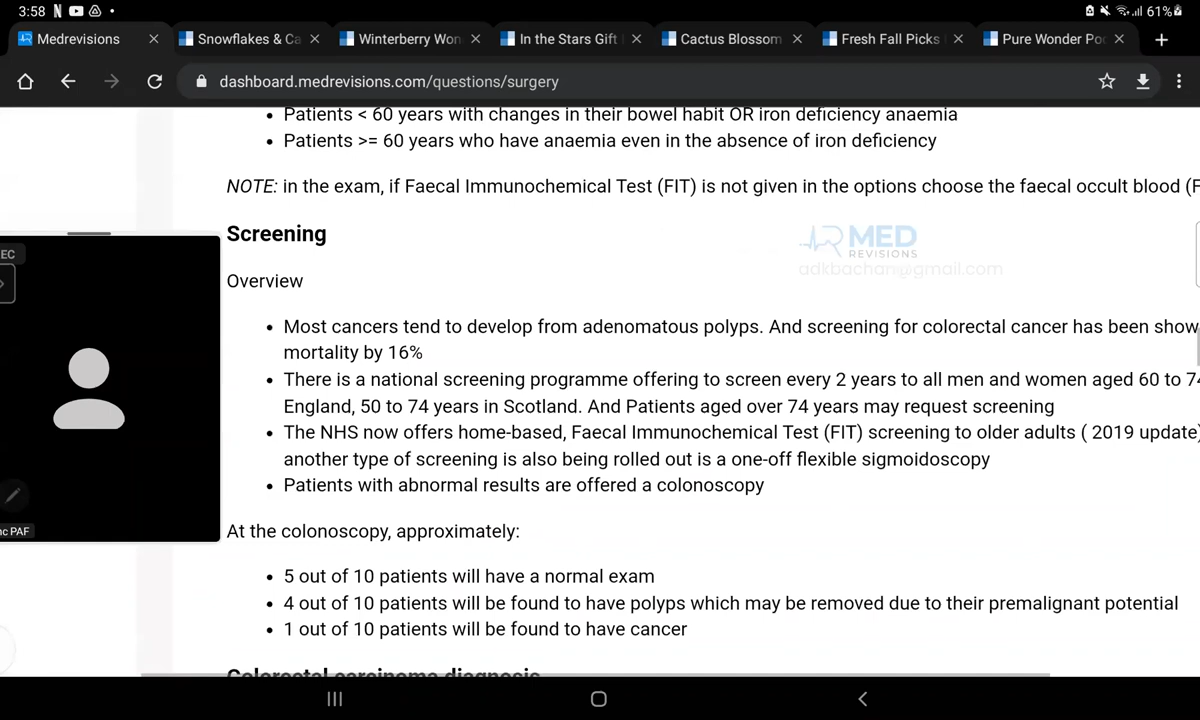 3:58 N
61%
Medrevisions
Snowflakes & Ca
Winterberry Won
In the Stars Gift
Cactus Blossom
Fresh Fall Picks
Pure Wonder Po
dashboard.medrevisions.com/questions/surgery
• Patients < 60 years with changes in their bowel habit OR iron deficiency anaemia
• Patients >= 60 years who have anaemia even in the absence of iron deficiency
NOTE: in the exam, if Faecal Immunochemical Test (FIT) is not given in the options choose the faecal occult blood (F
Screening
MED
REVISIONS
adkbachan@gmail.com
EC
Overview
• Most cancers tend to develop from adenomatous polyps. And screening for colorectal cancer has been show
mortality by 16%
• There is a national screening programme offering to screen every 2 years to all men and women aged 60 to 74
England, 50 to 74 years in Scotland. And Patients aged over 74 years may request screening
• The NHS now offers home-based, Faecal Immunochemical Test (FIT) screening to older adults ( 2019 update)
another type of screening is also being rolled out is a one-off flexible sigmoidoscopy
• Patients with abnormal results are offered a colonoscopy
nc PAF
At the colonoscopy, approximately:
• 5 out of 10 patients will have a normal exam
• 4 out of 10 patients will be found to have polyps which may be removed due to their premalignant potential
• 1 out of 10 patients will be found to have cancer
Colorectal carcinoma diagnosis